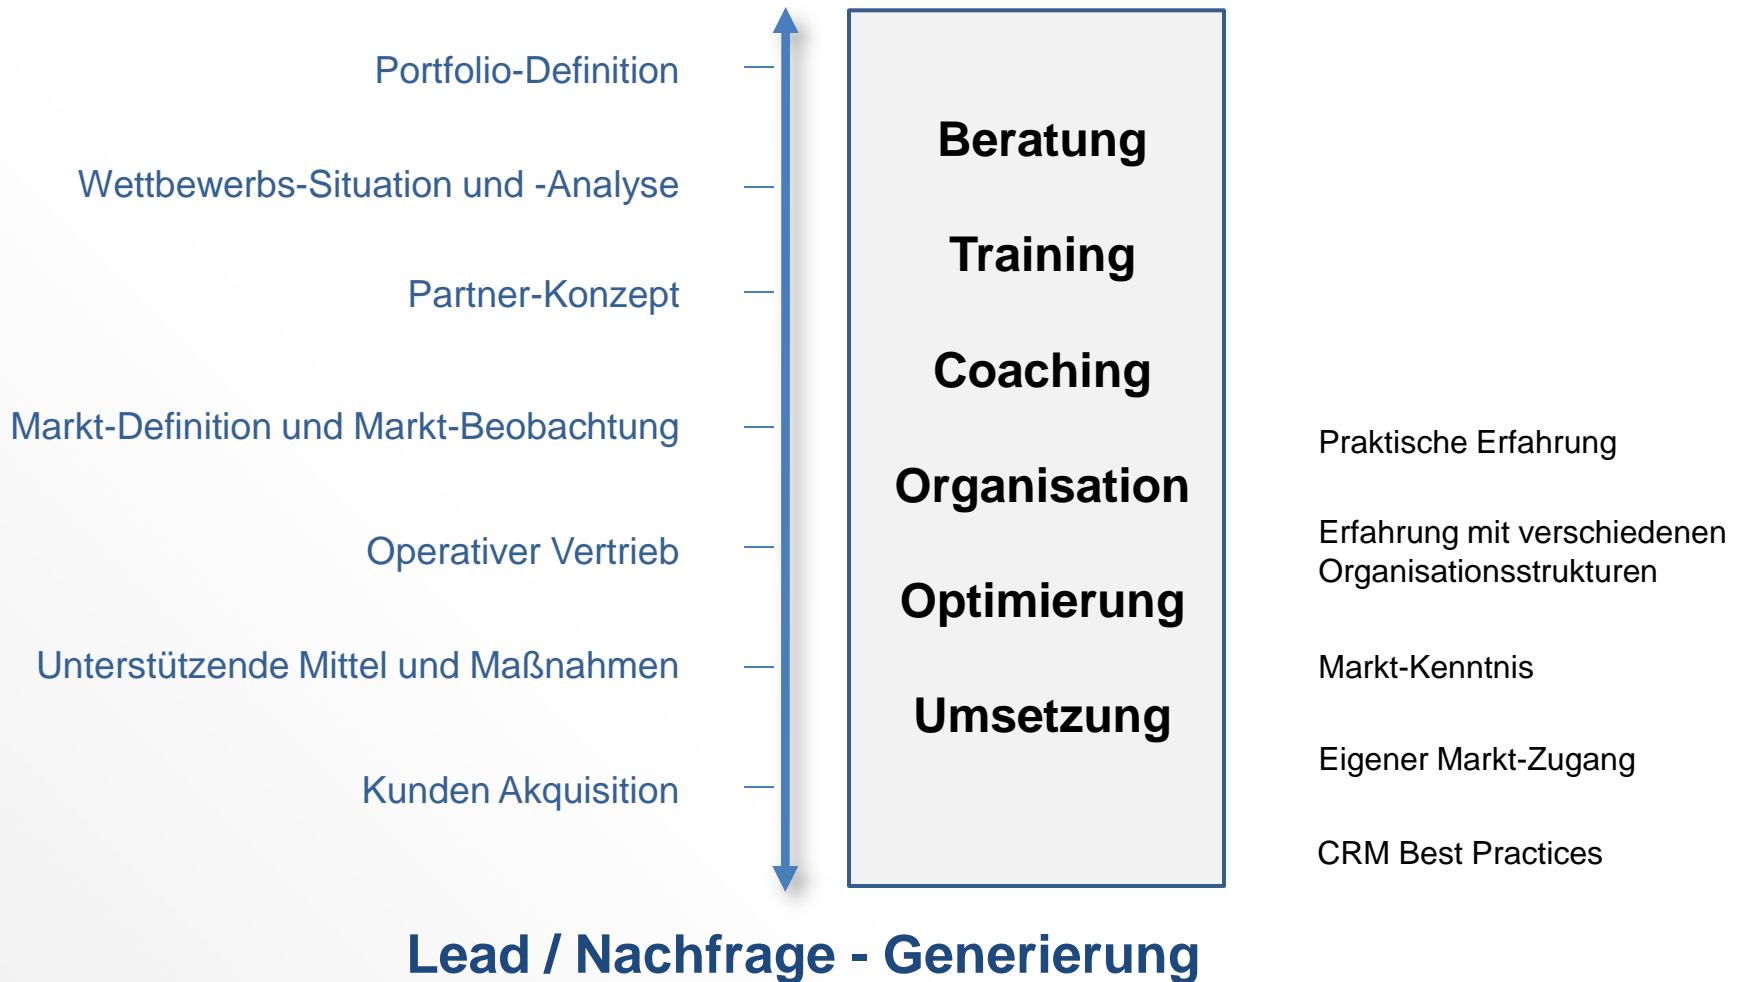 Portfolio-Definition
Wettbewerbs-Situation und -Analyse
Partner-Konzept
Markt-Definition und Markt-Beobachtung
Operativer Vertrieb
Unterstützende Mittel und Maßnahmen
Kunden Akquisition
Beratung
Training
Coaching
Organisation
Optimierung
Umsetzung
Praktische Erfahrung
Erfahrung mit verschiedenen
Organisationsstrukturen
Markt-Kenntnis
Eigener Markt-Zugang
CRM Best Practices
Lead / Nachfrage - Generierung